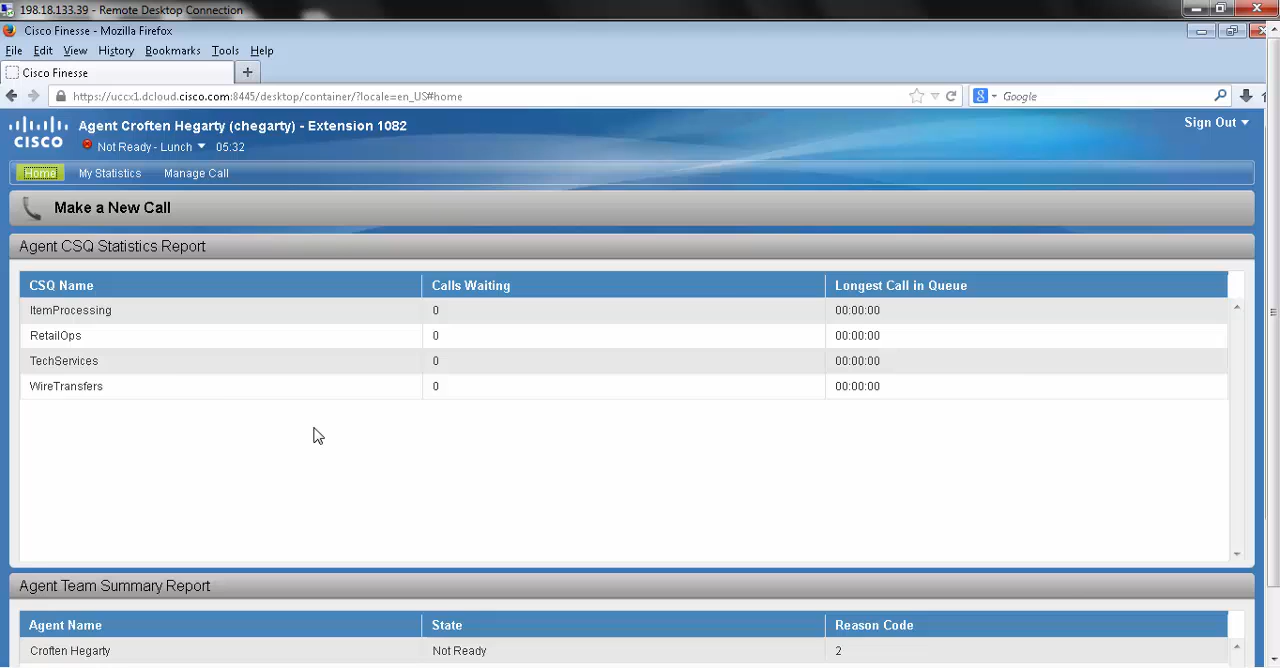 198.18.133.39 - Remote Desktop Connection
Cisco Finesse - Mozilla Firefox
File Edit View History Bookmarks Tools Help
Cisco Finesse
https://uccx1.dcloud.cisco.com:8445/desktop/container/?locale=en_US#home
Google
CISCO
Agent Croften Hegarty (chegarty) - Extension 1082
Sign Out
Not Ready - Lunch 05:32
Home My Statistics Manage Call
Make a New Call
Agent CSQ Statistics Report
CSQ Name Calls Waiting Longest Call in Queue
ItemProcessing 0 00:00:00
RetailOps 0 00:00:00
TechServices 0 00:00:00
WireTransfers 0 00:00:00
Agent Team Summary Report
Agent Name State Reason Code
Croften Hegarty Not Ready 2